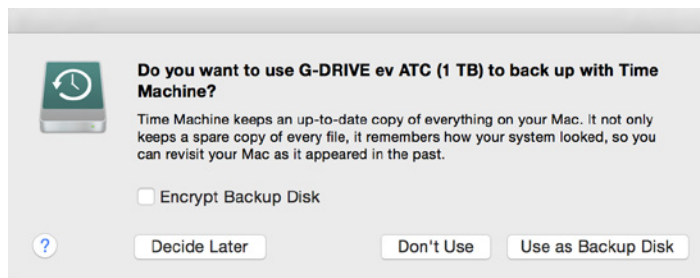 Do you want to use G-DRIVE ev ATC (1 TB) to back up with Time
Machine?
Time Machine keeps an up-to-date copy of everything on your Mac. It not only
keeps a spare copy of every file, it remembers how your system looked, so you
can revisit your Mac as it appeared in the past.
Encrypt Backup Disk
? Decide Later Don't Use Use as Backup Disk